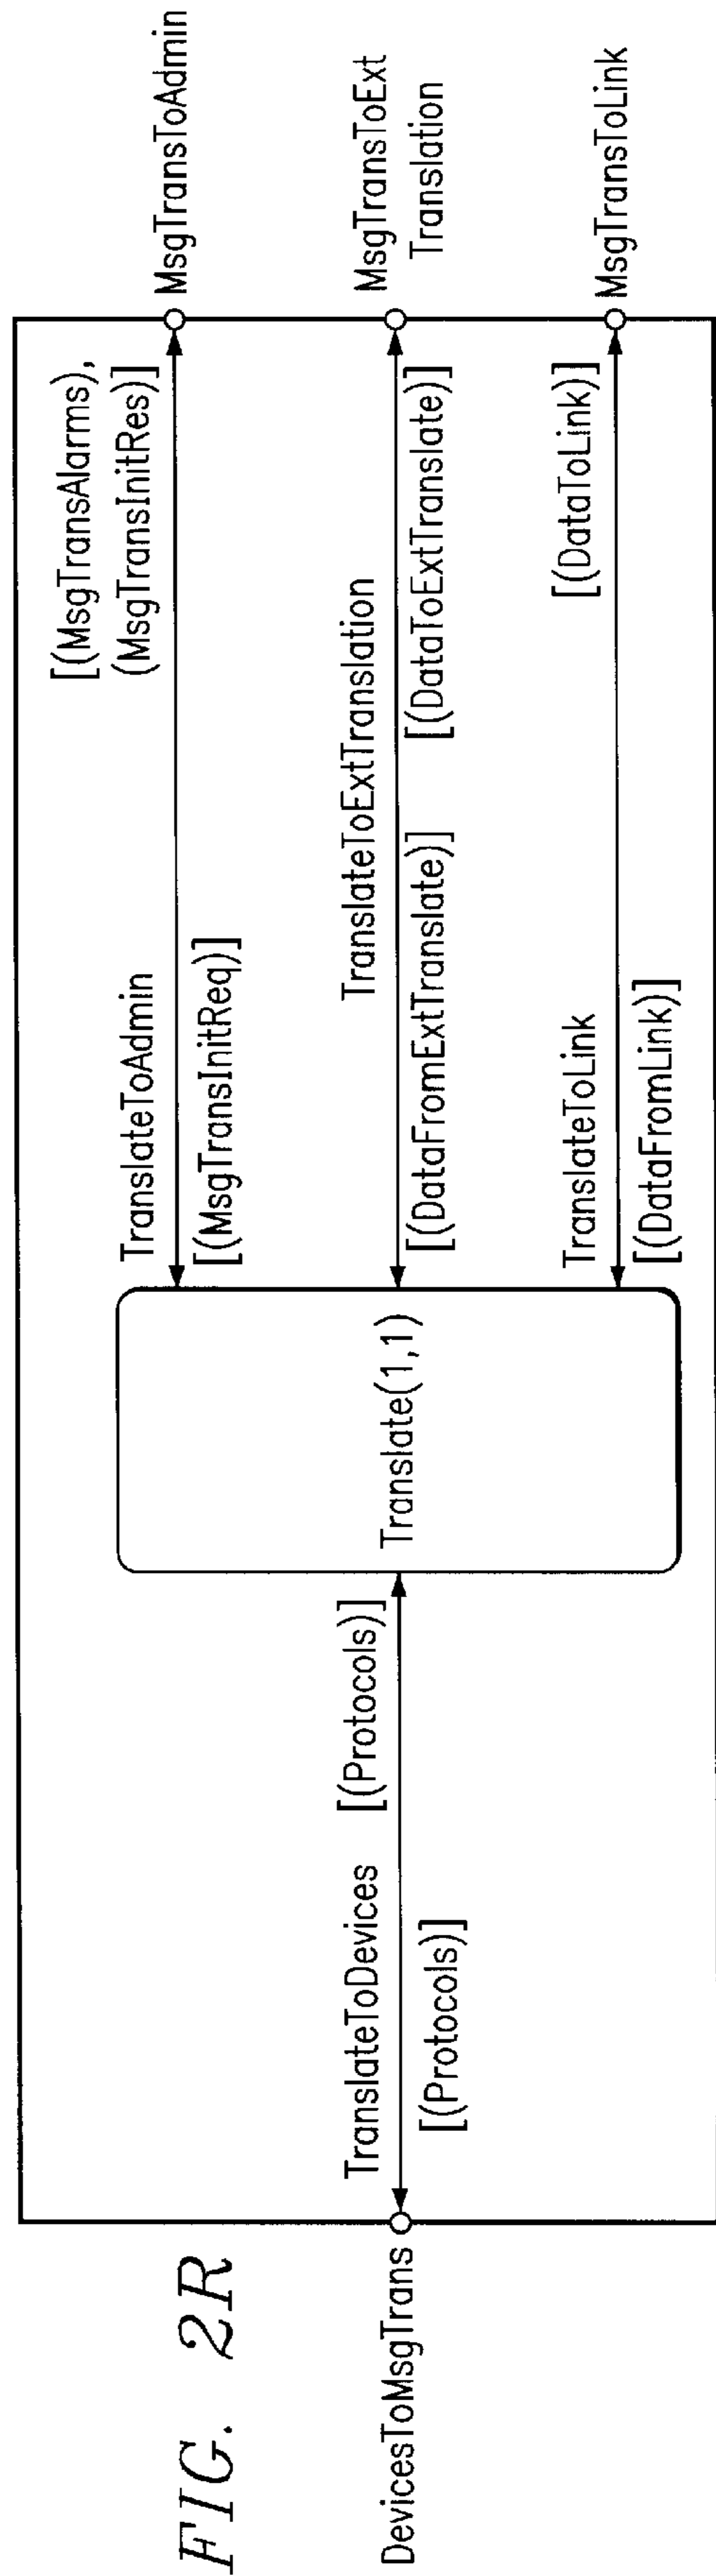 FIG. 2R
DevicesToMsgTrans
TranslateToDevices
[(Protocols)]
[(Protocols)]
Translate(1,1)
TranslateToAdmin
[(MsgTransInitReq)]
[(MsgTransAlarms),
(MsgTransInitRes)]
MsgTransToAdmin
TranslateToExtTranslation
[(DataFromExtTranslate)]
[(DataToExtTranslate)]
MsgTransToExt
Translation
TranslateToLink
[(DataFromLink)]
[(DataToLink)]
MsgTransToLink